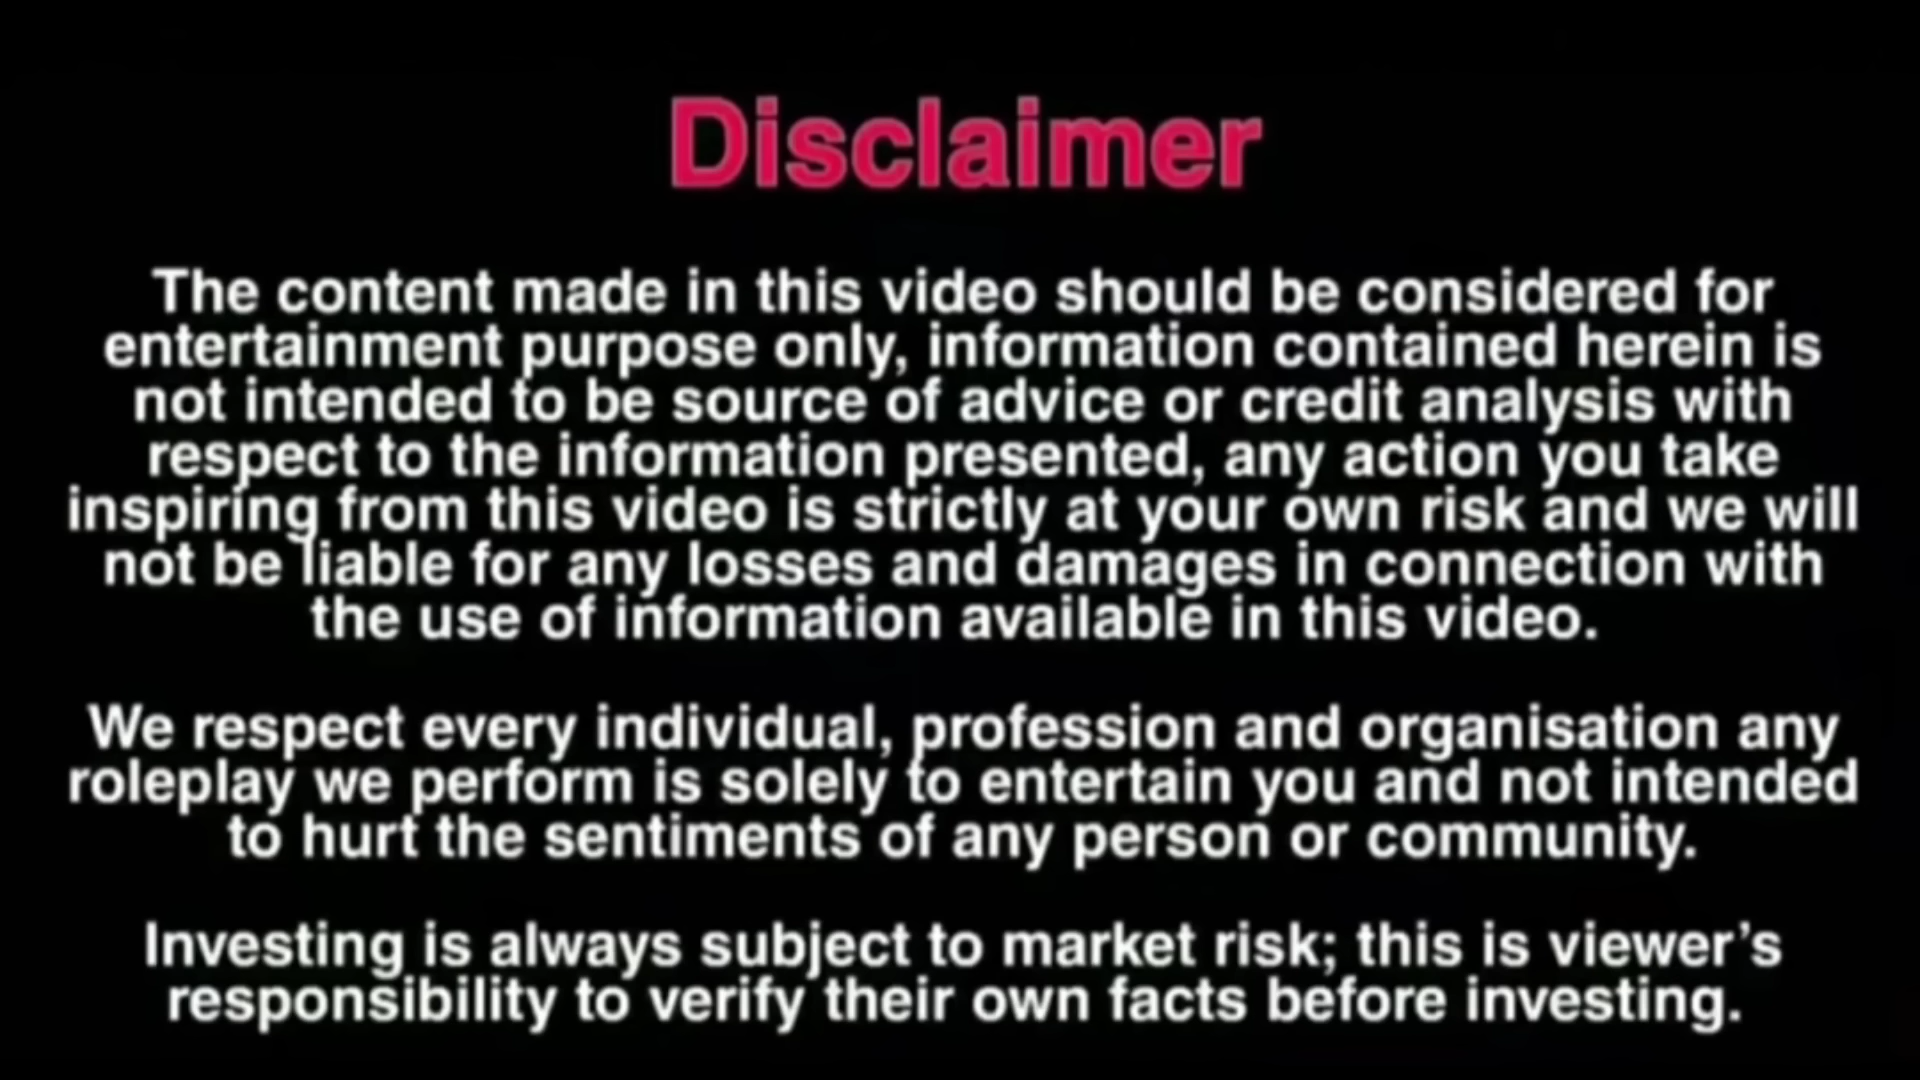 Disclaimer
The content made in this video should be considered for
entertainment purpose only, information contained herein is
not intended to be source of advice or credit analysis with
respect to the information presented, any action you take
inspiring from this video is strictly at your own risk and we will
not be liable for any losses and damages in connection with
the use of information available in this video.
We respect every individual, profession and organisation any
roleplay we perform is solely to entertain you and not intended
to hurt the sentiments of any person or community.
Investing is always subject to market risk; this is viewer’s
responsibility to verify their own facts before investing.